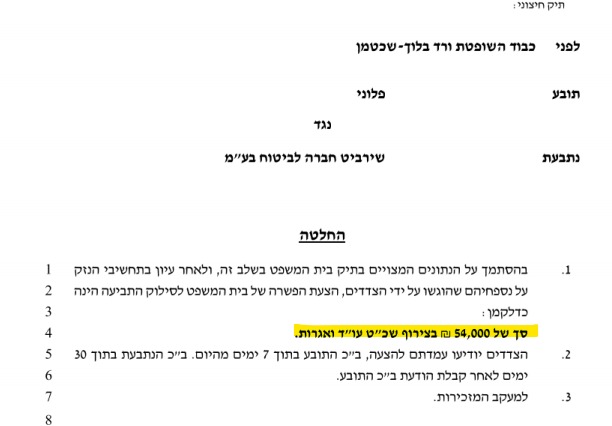 תיק חיצוני:
לפני כבוד השופטת ורד בלוך-שכטמן
תובע פלוני
נגד
נתבעת שירביט חברה לביטוח בע"מ
החלטה
1. בהסתמך על הנתונים המצויים בתיק בית המשפט בשלב זה, ולאחר עיון בתחשיבי הנזק 1
על נספחיהם שהוגשו על ידי הצדדים, הצעת הפשרה של בית המשפט לסילוק התביעה הינה 2
כדלקמן: 3
סך של 54,000 ₪ בצירוף שכ"ט עו"ד ואגרות. 4
2. הצדדים יודיעו עמדתם להצעה, ב"כ התובע בתוך 7 ימים מהיום. ב"כ הנתבעת בתוך 30 5
ימים לאחר קבלת הודעת ב"כ התובע. 6
3. למעקב המזכירות. 7
8